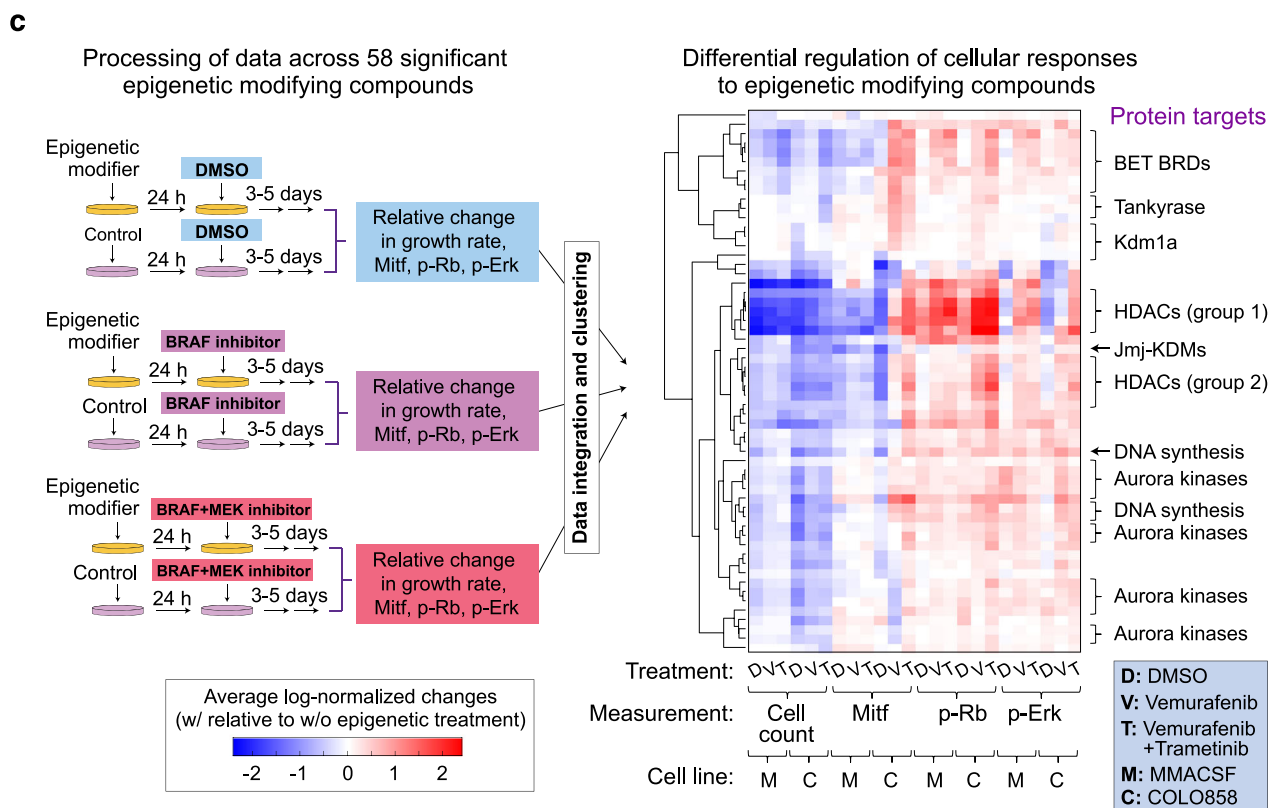 c
Processing of data across 58 significant
epigenetic modifying compounds
Epigenetic
modifier
DMSO
24 h
3-5 days
Control
DMSO
24 h
3-5 days
Relative change
in growth rate,
Mitf, p-Rb, p-Erk
Epigenetic
modifier
BRAF inhibitor
24 h
3-5 days
Control
BRAF inhibitor
24 h
3-5 days
Relative change
in growth rate,
Mitf, p-Rb, p-Erk
Epigenetic
modifier
BRAF+MEK inhibitor
24 h
3-5 days
Control
BRAF+MEK inhibitor
24 h
3-5 days
Relative change
in growth rate,
Mitf, p-Rb, p-Erk
Data integration and clustering
Average log-normalized changes
(w/ relative to w/o epigenetic treatment)
-2 -1 0 1 2
Differential regulation of cellular responses
to epigenetic modifying compounds
Protein targets
BET BRDs
Tankyrase
Kdm1a
HDACs (group 1)
Jmj-KDMs
HDACs (group 2)
DNA synthesis
Aurora kinases
DNA synthesis
Aurora kinases
Aurora kinases
Aurora kinases
Treatment: D V T D V T D V T D V T D V T D V T D V T D V T
Measurement: Cell count Mitf p-Rb p-Erk
Cell line: M C M C M C M C
D: DMSO
V: Vemurafenib
T: Vemurafenib
+Trametinib
M: MMACSF
C: COLO858